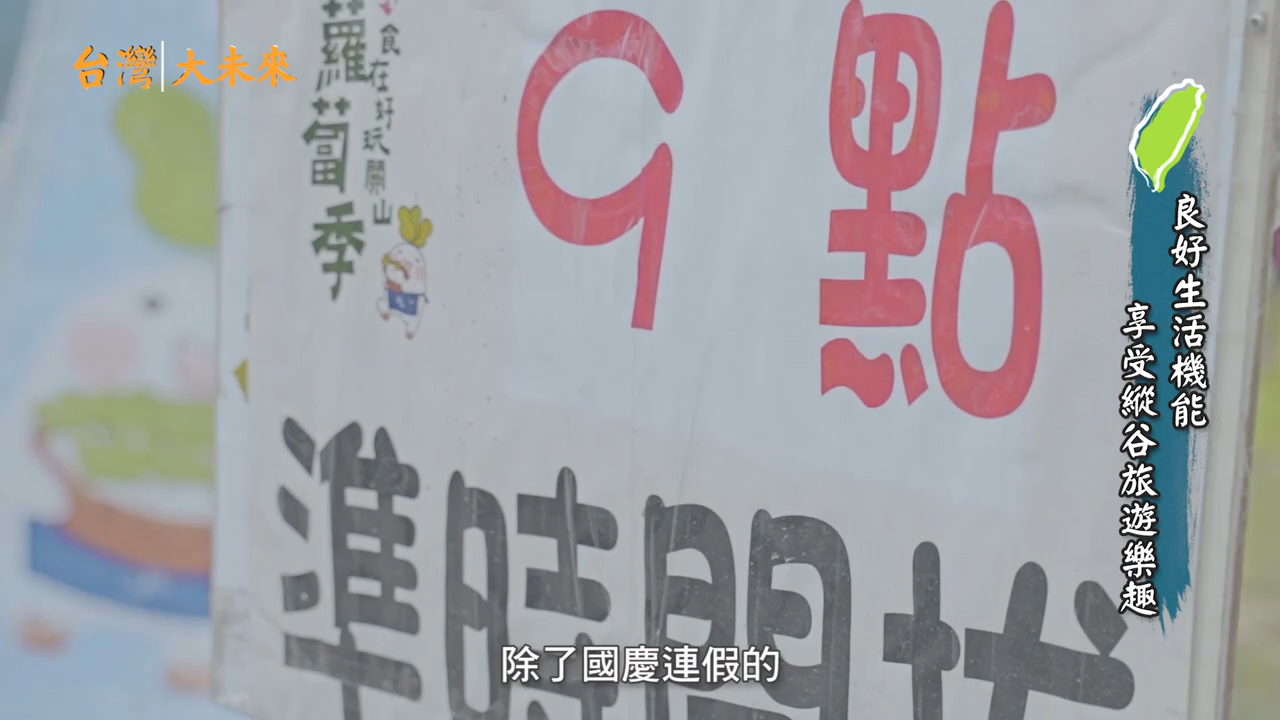 台灣|大未來
蘿蔔季
食在好玩關山
9點
準時開拔
良好生活機能
享受縱谷旅遊樂趣
除了國慶連假的